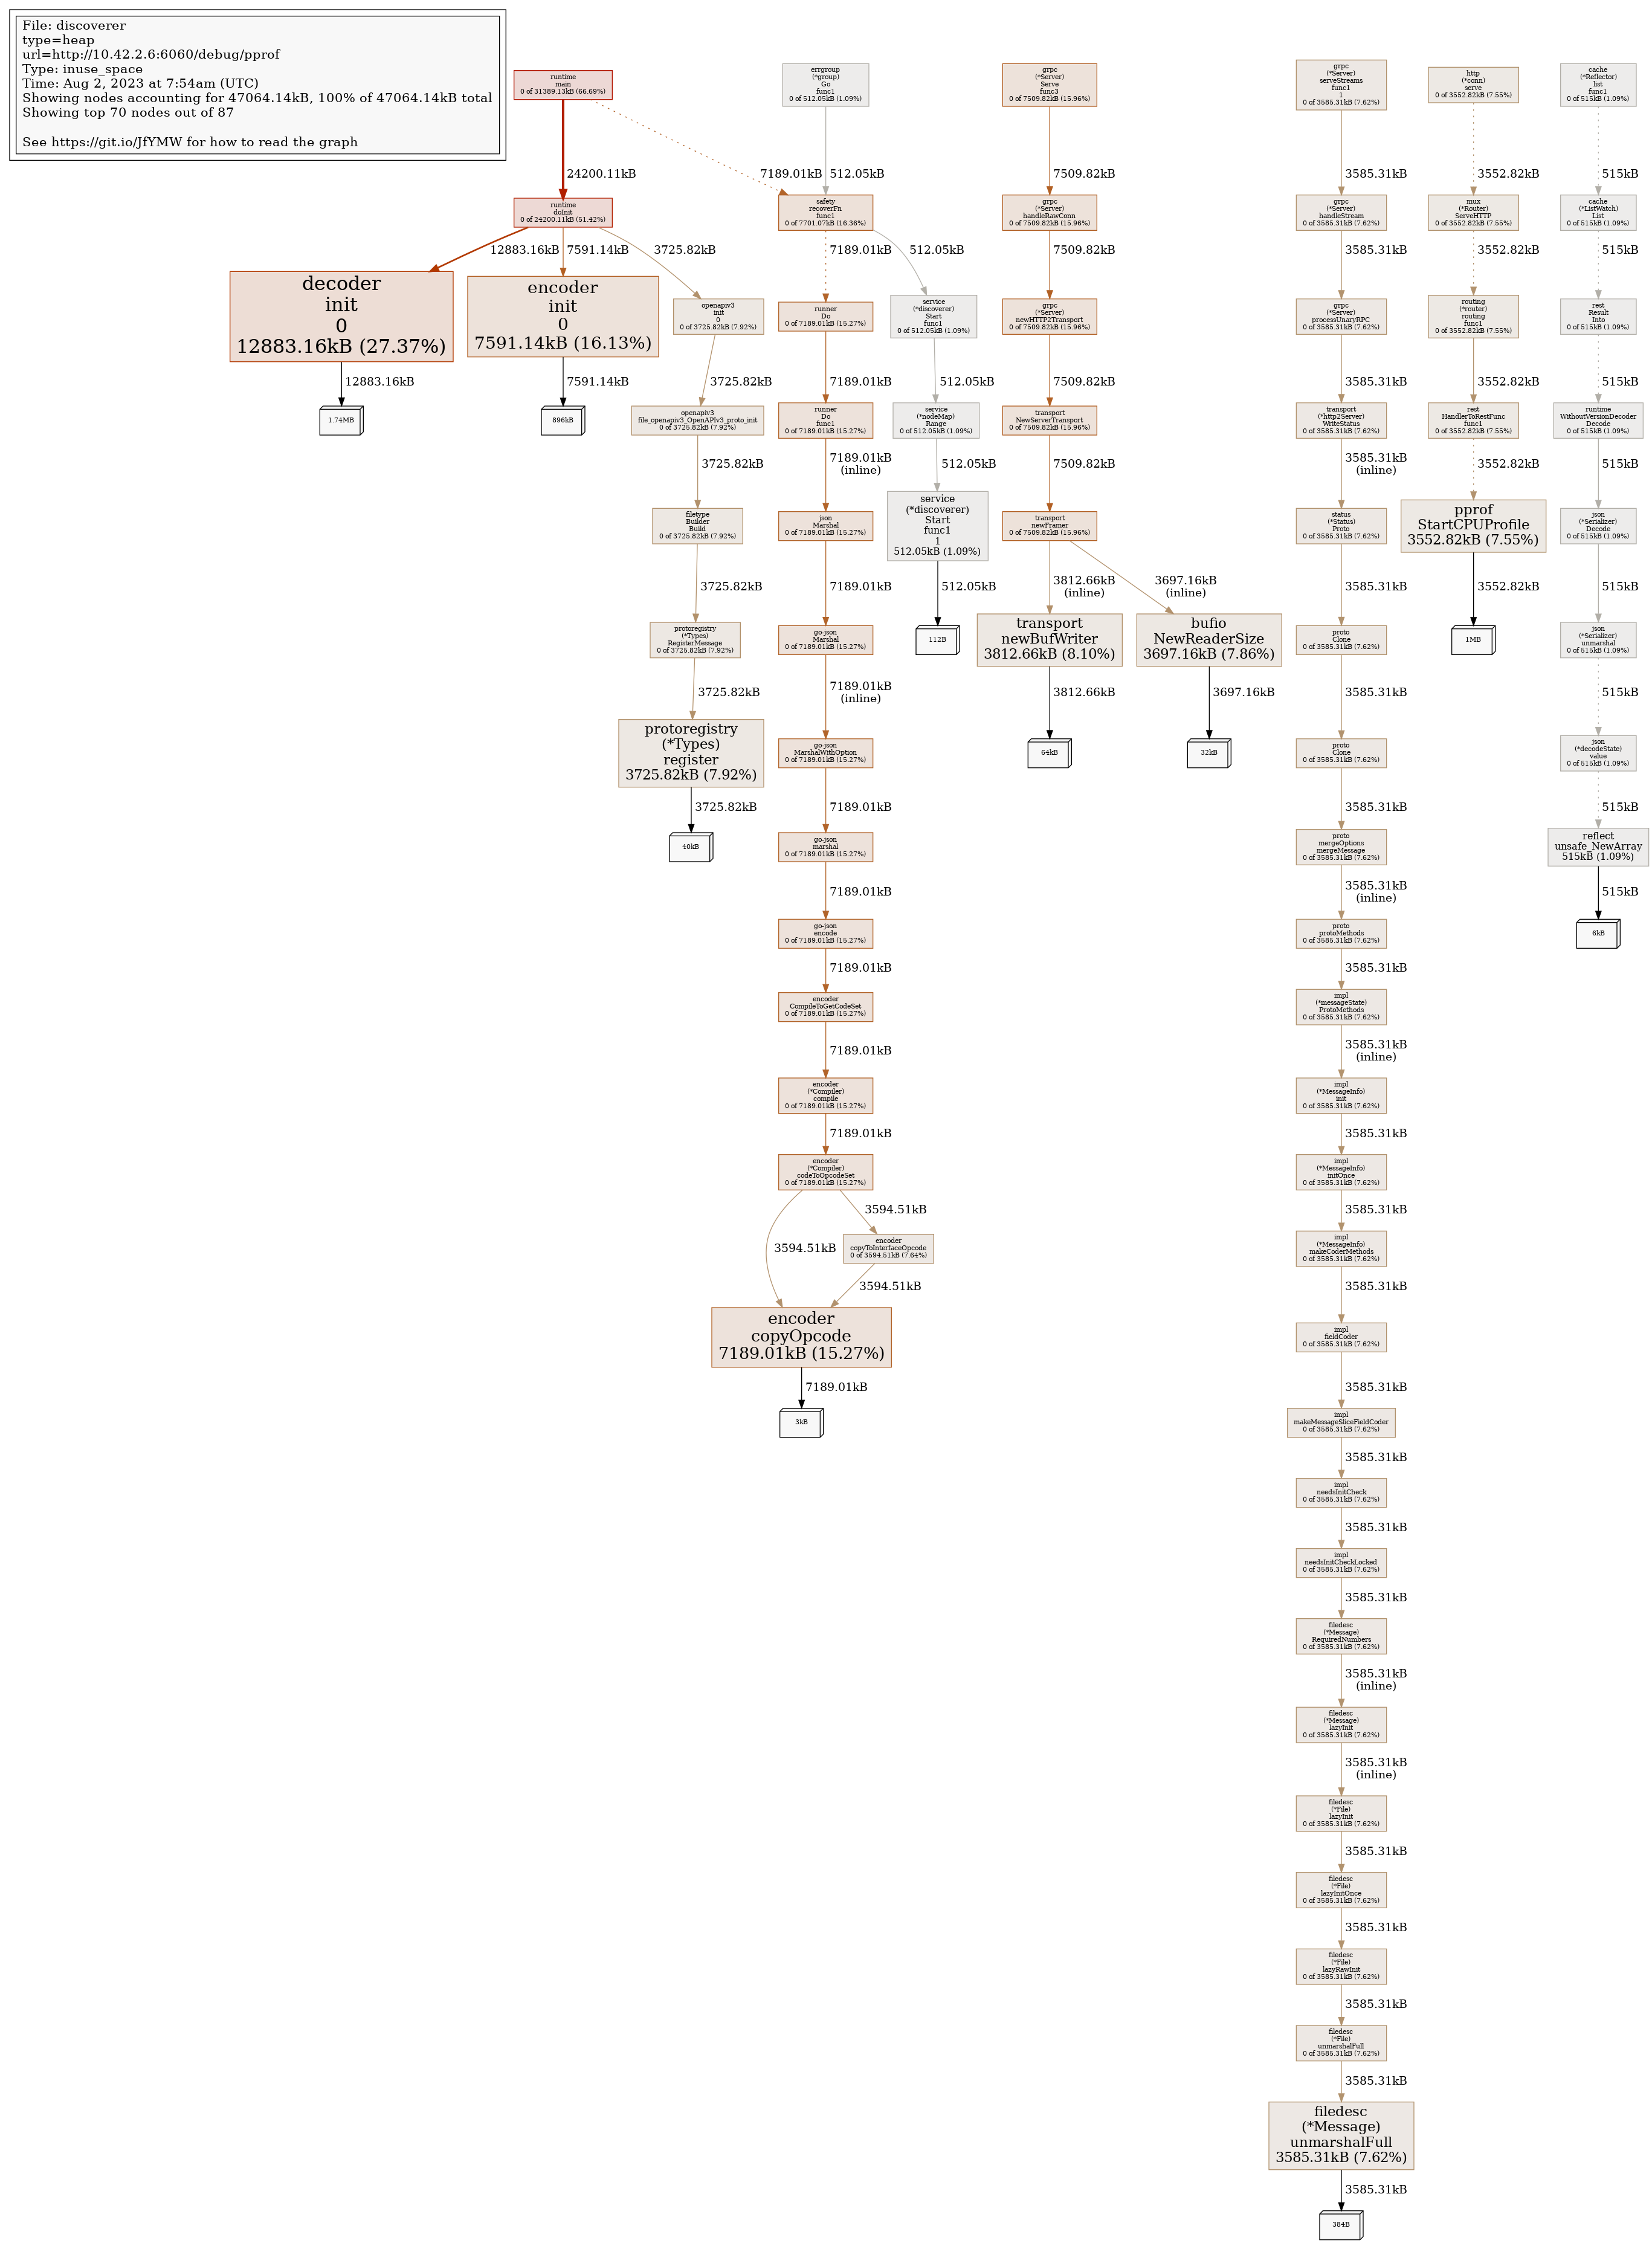 File: discoverer
type=heap
url=http://10.42.2.6:6060/debug/pprof
Type: inuse_space
Time: Aug 2, 2023 at 7:54am (UTC)
Showing nodes accounting for 47064.14kB, 100% of 47064.14kB total
Showing top 70 nodes out of 87
See https://git.io/JfYMW for how to read the graph
runtime
main
0 of 31389.13kB (66.69%)
24200.11kB
7189.01kB
runtime
doInit
0 of 24200.11kB (51.42%)
12883.16kB
7591.14kB
3725.82kB
decoder
init
0
12883.16kB (27.37%)
12883.16kB
1.74MB
encoder
init
0
7591.14kB (16.13%)
7591.14kB
896kB
openapiv3
init
0
0 of 3725.82kB (7.92%)
3725.82kB
openapiv3
file_openapiv3_OpenAPIv3_proto_init
0 of 3725.82kB (7.92%)
3725.82kB
filetype
Builder
Build
0 of 3725.82kB (7.92%)
3725.82kB
protoregistry
(*Types)
RegisterMessage
0 of 3725.82kB (7.92%)
3725.82kB
protoregistry
(*Types)
register
3725.82kB (7.92%)
3725.82kB
40kB
errgroup
(*group)
Go
func1
0 of 512.05kB (1.09%)
512.05kB
safety
recoverFn
func1
0 of 7701.07kB (16.36%)
7189.01kB
512.05kB
runner
Do
0 of 7189.01kB (15.27%)
7189.01kB
runner
Do
func1
0 of 7189.01kB (15.27%)
7189.01kB
(inline)
json
Marshal
0 of 7189.01kB (15.27%)
7189.01kB
go-json
Marshal
0 of 7189.01kB (15.27%)
7189.01kB
(inline)
go-json
MarshalWithOption
0 of 7189.01kB (15.27%)
7189.01kB
go-json
marshal
0 of 7189.01kB (15.27%)
7189.01kB
go-json
encode
0 of 7189.01kB (15.27%)
7189.01kB
encoder
CompileToGetCodeSet
0 of 7189.01kB (15.27%)
7189.01kB
encoder
(*Compiler)
compile
0 of 7189.01kB (15.27%)
7189.01kB
encoder
(*Compiler)
codeToOpcodeSet
0 of 7189.01kB (15.27%)
3594.51kB
3594.51kB
encoder
copyToInterfaceOpcode
0 of 3594.51kB (7.64%)
3594.51kB
encoder
copyOpcode
7189.01kB (15.27%)
7189.01kB
3kB
service
(*discoverer)
Start
func1
0 of 512.05kB (1.09%)
512.05kB
service
(*nodeMap)
Range
0 of 512.05kB (1.09%)
512.05kB
service
(*discoverer)
Start
func1
1
512.05kB (1.09%)
512.05kB
112B
grpc
(*Server)
Serve
func3
0 of 7509.82kB (15.96%)
7509.82kB
grpc
(*Server)
handleRawConn
0 of 7509.82kB (15.96%)
7509.82kB
grpc
(*Server)
newHTTP2Transport
0 of 7509.82kB (15.96%)
7509.82kB
transport
NewServerTransport
0 of 7509.82kB (15.96%)
7509.82kB
transport
newFramer
0 of 7509.82kB (15.96%)
3812.66kB
(inline)
3697.16kB
(inline)
transport
newBufWriter
3812.66kB (8.10%)
3812.66kB
64kB
bufio
NewReaderSize
3697.16kB (7.86%)
3697.16kB
32kB
grpc
(*Server)
serveStreams
func1
1
0 of 3585.31kB (7.62%)
3585.31kB
grpc
(*Server)
handleStream
0 of 3585.31kB (7.62%)
3585.31kB
grpc
(*Server)
processUnaryRPC
0 of 3585.31kB (7.62%)
3585.31kB
transport
(*http2Server)
WriteStatus
0 of 3585.31kB (7.62%)
3585.31kB
(inline)
status
(*Status)
Proto
0 of 3585.31kB (7.62%)
3585.31kB
proto
Clone
0 of 3585.31kB (7.62%)
3585.31kB
proto
Clone
0 of 3585.31kB (7.62%)
3585.31kB
proto
mergeOptions
mergeMessage
0 of 3585.31kB (7.62%)
3585.31kB
(inline)
proto
protoMethods
0 of 3585.31kB (7.62%)
3585.31kB
impl
(*messageState)
ProtoMethods
0 of 3585.31kB (7.62%)
3585.31kB
(inline)
impl
(*MessageInfo)
init
0 of 3585.31kB (7.62%)
3585.31kB
impl
(*MessageInfo)
initOnce
0 of 3585.31kB (7.62%)
3585.31kB
impl
(*MessageInfo)
makeCoderMethods
0 of 3585.31kB (7.62%)
3585.31kB
impl
fieldCoder
0 of 3585.31kB (7.62%)
3585.31kB
impl
makeMessageSliceFieldCoder
0 of 3585.31kB (7.62%)
3585.31kB
impl
needsInitCheck
0 of 3585.31kB (7.62%)
3585.31kB
impl
needsInitCheckLocked
0 of 3585.31kB (7.62%)
3585.31kB
filedesc
(*Message)
RequiredNumbers
0 of 3585.31kB (7.62%)
3585.31kB
(inline)
filedesc
(*Message)
lazyInit
0 of 3585.31kB (7.62%)
3585.31kB
(inline)
filedesc
(*File)
lazyInit
0 of 3585.31kB (7.62%)
3585.31kB
filedesc
(*File)
lazyInitOnce
0 of 3585.31kB (7.62%)
3585.31kB
filedesc
(*File)
lazyRawInit
0 of 3585.31kB (7.62%)
3585.31kB
filedesc
(*File)
unmarshalFull
0 of 3585.31kB (7.62%)
3585.31kB
filedesc
(*Message)
unmarshalFull
3585.31kB (7.62%)
3585.31kB
384B
http
(*conn)
serve
0 of 3552.82kB (7.55%)
3552.82kB
mux
(*Router)
ServeHTTP
0 of 3552.82kB (7.55%)
3552.82kB
routing
(*router)
routing
func1
0 of 3552.82kB (7.55%)
3552.82kB
rest
HandlerToRestFunc
func1
0 of 3552.82kB (7.55%)
3552.82kB
pprof
StartCPUProfile
3552.82kB (7.55%)
3552.82kB
1MB
cache
(*Reflector)
list
func1
0 of 515kB (1.09%)
515kB
cache
(*ListWatch)
List
0 of 515kB (1.09%)
515kB
rest
Result
Into
0 of 515kB (1.09%)
515kB
runtime
WithoutVersionDecoder
Decode
0 of 515kB (1.09%)
515kB
json
(*Serializer)
Decode
0 of 515kB (1.09%)
515kB
json
(*Serializer)
unmarshal
0 of 515kB (1.09%)
515kB
json
(*decodeState)
value
0 of 515kB (1.09%)
515kB
reflect
unsafe_NewArray
515kB (1.09%)
515kB
6kB